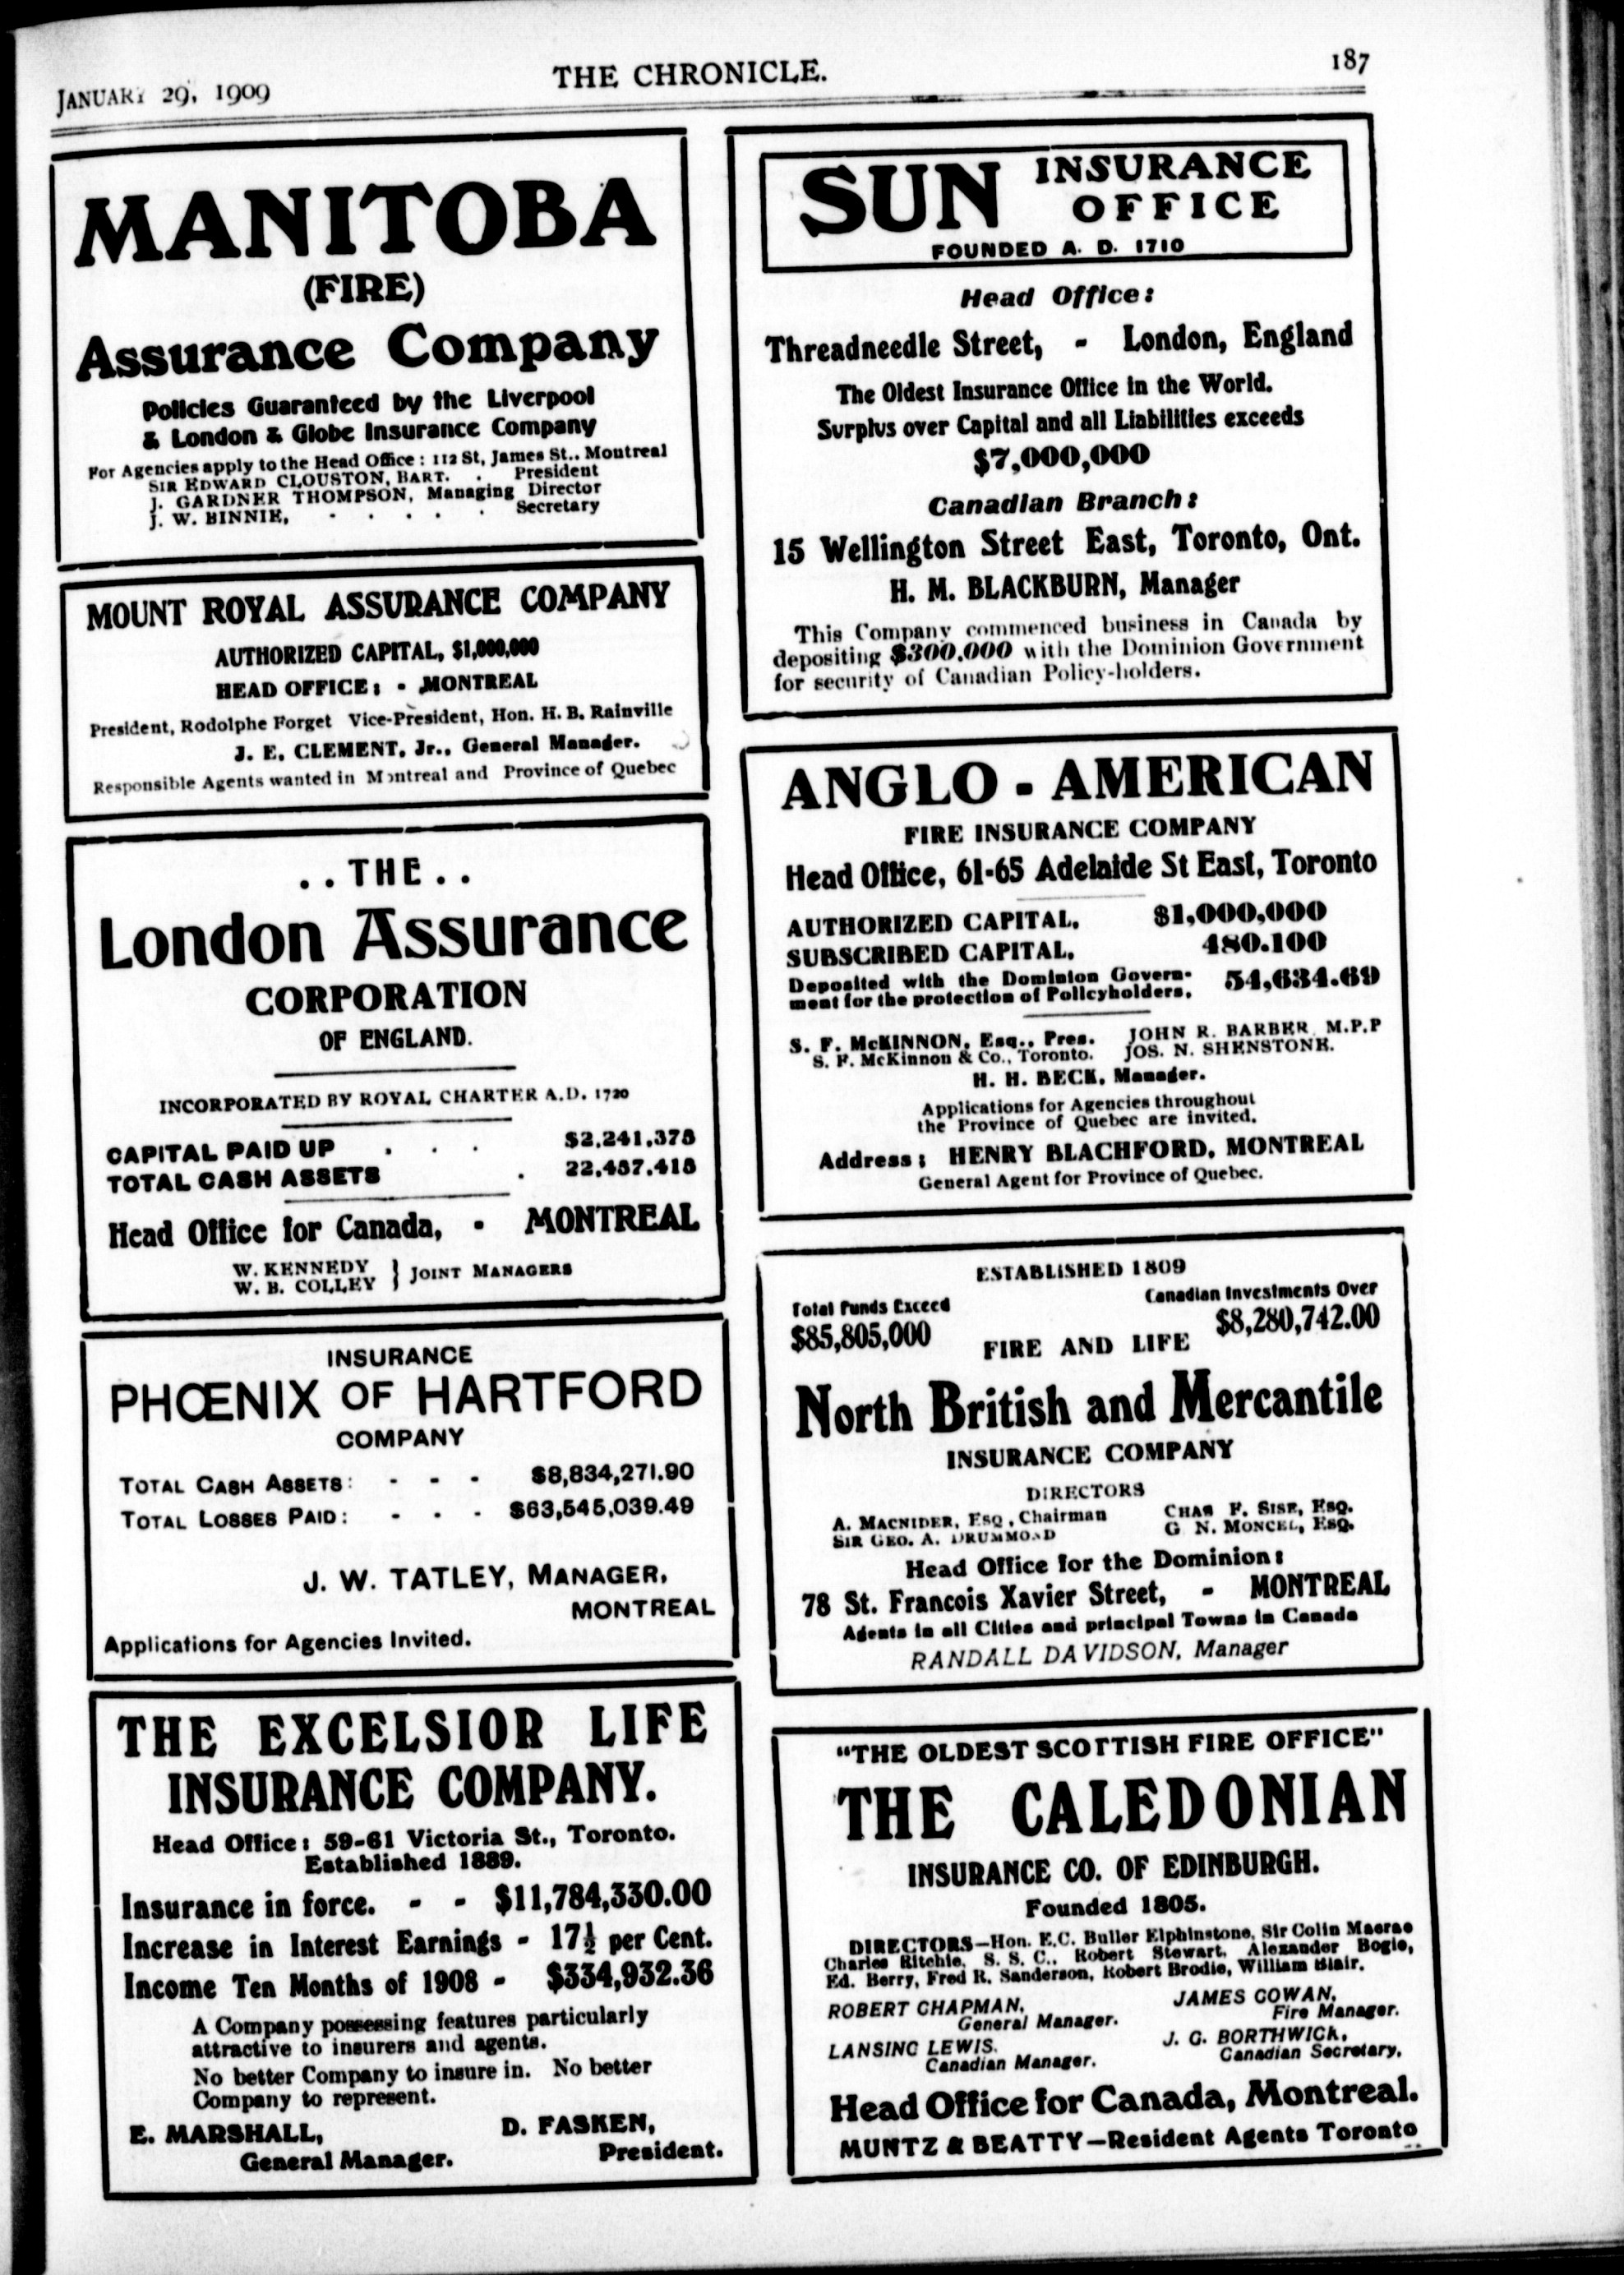 JANUARY 29, 1909
THE CHRONICLE.
187
MANITOBA
(FIRE)
Assurance Company
Policies Guaranteed by the Liverpool
& London & Globe Insurance Company
For Agencies apply to the Head Office: 112 St, James St., Montreal
SIR EDWARD CLOUSTON, BART. . President
J. GARDNER THOMPSON, Managing Director
J. W. BINNIE, . . . . . Secretary
MOUNT ROYAL ASSURANCE COMPANY
AUTHORIZED CAPITAL, $1,000,000
HEAD OFFICE: - MONTREAL
President, Rodolphe Forget Vice-President, Hon. H. B. Rainville
J. E. CLEMENT, Jr., General Manager.
Responsible Agents wanted in Montreal and Province of Quebec
..THE..
London Assurance
CORPORATION
OF ENGLAND.
INCORPORATED BY ROYAL CHARTER A.D. 1720
CAPITAL PAID UP . . . $2,241,375
TOTAL CASH ASSETS . 22,457,415
Head Office for Canada, - MONTREAL
W. KENNEDY
W. B. COLLEY } JOINT MANAGERS
INSURANCE
PHŒNIX OF HARTFORD
COMPANY
TOTAL CASH ASSETS: - - - $8,834,271.90
TOTAL LOSSES PAID: - - - $63,545,039.49
J. W. TATLEY, MANAGER,
MONTREAL
Applications for Agencies Invited.
THE EXCELSIOR LIFE
INSURANCE COMPANY.
Head Office: 59-61 Victoria St., Toronto.
Established 1889.
Insurance in force. - - $11,784,330.00
Increase in Interest Earnings - 17½ per Cent.
Income Ten Months of 1908 - $334,932.36
A Company possessing features particularly
attractive to insurers and agents.
No better Company to insure in. No better
Company to represent.
E. MARSHALL,
General Manager.
D. FASKEN,
President.
SUN INSURANCE
OFFICE
FOUNDED A. D. 1710
Head Office:
Threadneedle Street, - London, England
The Oldest Insurance Office in the World.
Surplus over Capital and all Liabilities exceeds
$7,000,000
Canadian Branch:
15 Wellington Street East, Toronto, Ont.
H. M. BLACKBURN, Manager
This Company commenced business in Canada by
depositing $300,000 with the Dominion Government
for security of Canadian Policy-holders.
ANGLO-AMERICAN
FIRE INSURANCE COMPANY
Head Office, 61-65 Adelaide St East, Toronto
AUTHORIZED CAPITAL, $1,000,000
SUBSCRIBED CAPITAL, 480.100
Deposited with the Dominion Govern-
ment for the protection of Policyholders, 54,634.69
S. F. McKINNON, Esq., Pres. JOHN R. BARBER M.P.P
S. F. McKinnon & Co., Toronto. JOS. N. SHENSTONE.
H. H. BECK, Manager.
Applications for Agencies throughout
the Province of Quebec are invited.
Address: HENRY BLACHFORD, MONTREAL
General Agent for Province of Quebec.
ESTABLISHED 1809
Total Funds Exceed Canadian Investments Over
$85,805,000 FIRE AND LIFE $8,280,742.00
North British and Mercantile
INSURANCE COMPANY
DIRECTORS
A. MACNIDER, ESQ, Chairman CHAS F. SISE, ESQ.
SIR GEO. A. DRUMMOND G N. MONCEL, ESQ.
Head Office for the Dominion:
78 St. Francois Xavier Street, - MONTREAL
Agents in all Cities and principal Towns in Canada
RANDALL DAVIDSON, Manager
"THE OLDEST SCOTTISH FIRE OFFICE"
THE CALEDONIAN
INSURANCE CO. OF EDINBURGH.
Founded 1805.
DIRECTORS—Hon. E.C. Buller Elphinstone, Sir Colin Macrae
Charles Ritchie, S. S. C., Robert Stewart, Alexander Bogie,
Ed. Berry, Fred R. Sanderson, Robert Brodie, William Blair.
ROBERT CHAPMAN,
General Manager.
JAMES COWAN,
Fire Manager.
LANSING LEWIS.
Canadian Manager.
J. G. BORTHWICK,
Canadian Secretary,
Head Office for Canada, Montreal.
MUNTZ & BEATTY—Resident Agents Toronto